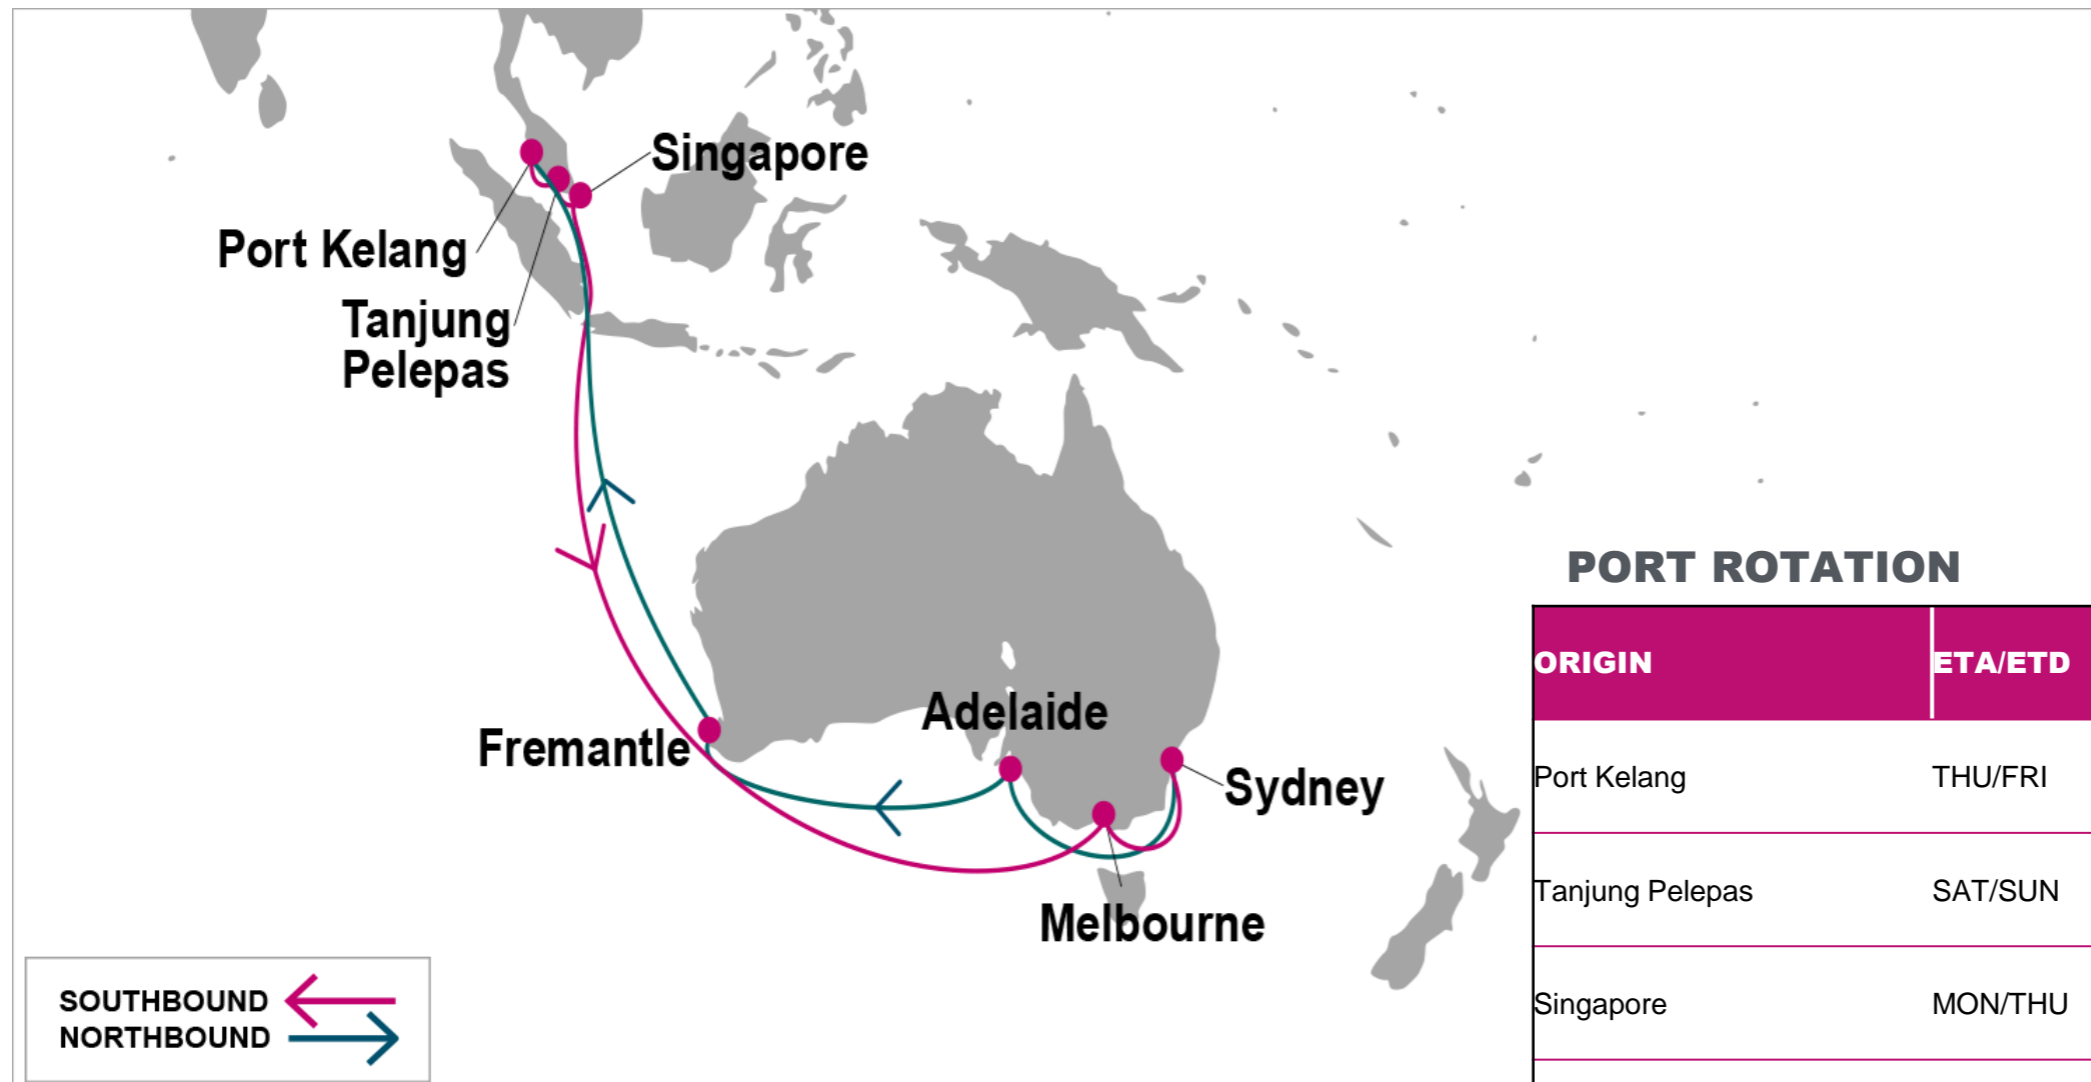 Singapore
Port Kelang
Tanjung
Pelepas
Fremantle
Adelaide
Sydney
Melbourne
SOUTHBOUND
NORTHBOUND
PORT ROTATION
ORIGIN ETA/ETD
Port Kelang THU/FRI
Tanjung Pelepas SAT/SUN
Singapore MON/THU